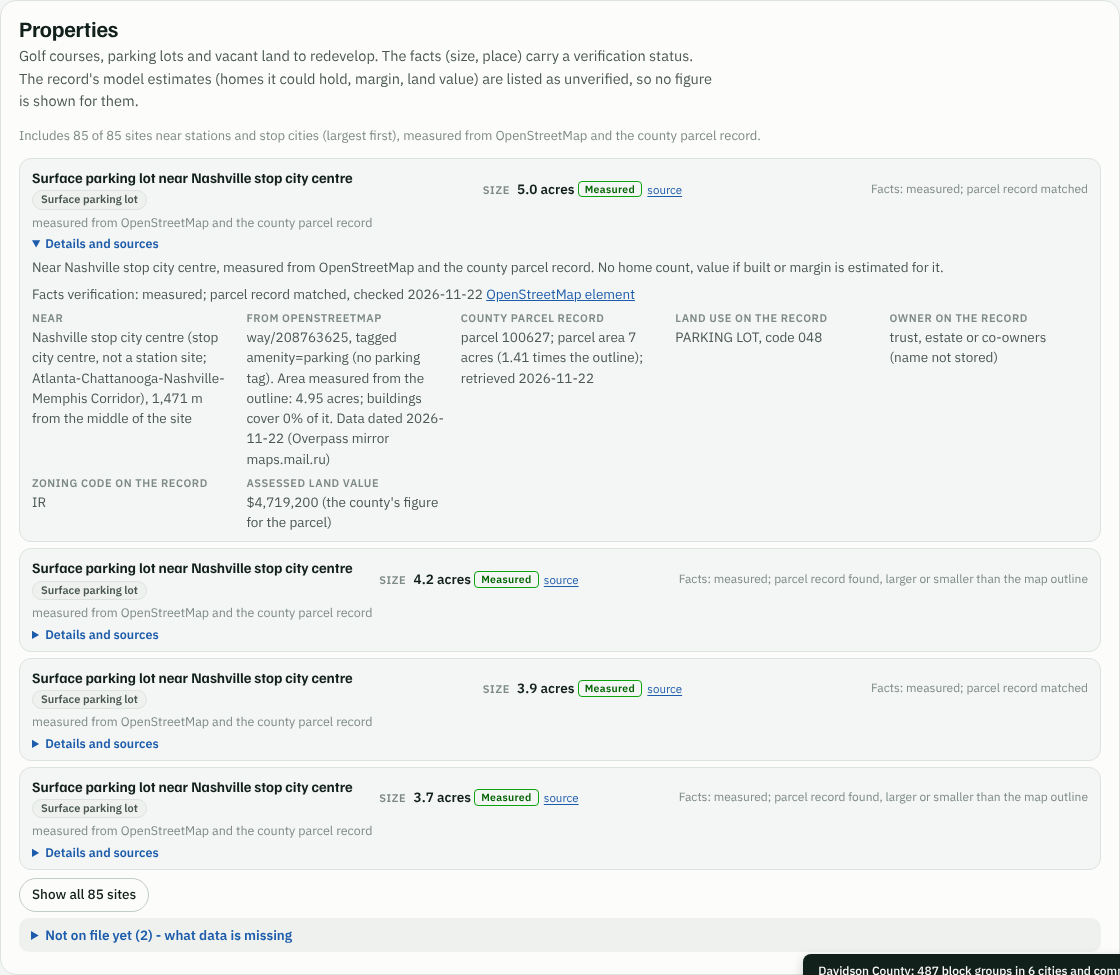 Properties
Golf courses, parking lots and vacant land to redevelop. The facts (size, place) carry a verification status.
The record's model estimates (homes it could hold, margin, land value) are listed as unverified, so no figure
is shown for them.
Includes 85 of 85 sites near stations and stop cities (largest first), measured from OpenStreetMap and the county parcel record.
Surface parking lot near Nashville stop city centre
Surface parking lot
SIZE 5.0 acres Measured source
Facts: measured; parcel record matched
measured from OpenStreetMap and the county parcel record
Details and sources
Near Nashville stop city centre, measured from OpenStreetMap and the county parcel record. No home count, value if built or margin is estimated for it.
Facts verification: measured; parcel record matched, checked 2026-11-22 OpenStreetMap element
NEAR
Nashville stop city centre (stop
city centre, not a station site;
Atlanta-Chattanooga-Nashville-
Memphis Corridor), 1,471 m
from the middle of the site
FROM OPENSTREETMAP
way/208763625, tagged
amenity=parking (no parking
tag). Area measured from the
outline: 4.95 acres; buildings
cover 0% of it. Data dated 2026-
11-22 (Overpass mirror
maps.mail.ru)
COUNTY PARCEL RECORD
parcel 100627; parcel area 7
acres (1.41 times the outline);
retrieved 2026-11-22
LAND USE ON THE RECORD
PARKING LOT, code 048
OWNER ON THE RECORD
trust, estate or co-owners
(name not stored)
ZONING CODE ON THE RECORD
IR
ASSESSED LAND VALUE
$4,719,200 (the county's figure
for the parcel)
Surface parking lot near Nashville stop city centre
Surface parking lot
SIZE 4.2 acres Measured source
Facts: measured; parcel record found, larger or smaller than the map outline
measured from OpenStreetMap and the county parcel record
Details and sources
Surface parking lot near Nashville stop city centre
Surface parking lot
SIZE 3.9 acres Measured source
Facts: measured; parcel record matched
measured from OpenStreetMap and the county parcel record
Details and sources
Surface parking lot near Nashville stop city centre
Surface parking lot
SIZE 3.7 acres Measured source
Facts: measured; parcel record found, larger or smaller than the map outline
measured from OpenStreetMap and the county parcel record
Details and sources
Show all 85 sites
Not on file yet (2) - what data is missing
Davidson County: 487 block groups in 6 cities and